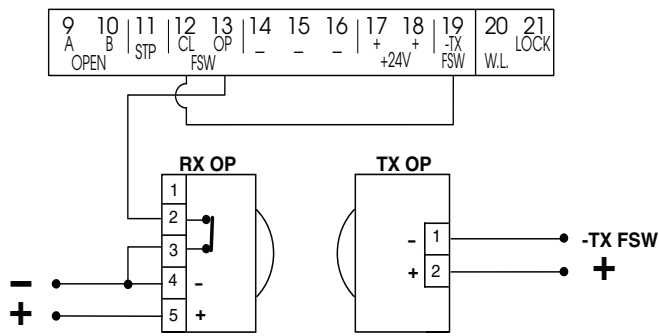 9 10 11 12 13 14 15 16 17 18 19 20 21
A B STP CL OP – – – + + -TX LOCK
OPEN FSW +24V FSW W.L.
RX OP TX OP
1
2
3
4 -
5 +
- 1
+ 2
-TX FSW
+
–
+